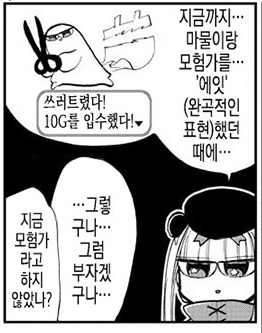 지금까지…
마물이랑
모험가를…
'에잇'
(완곡적인
표현)했던
때에…
쓰러트렸다!
10G를 입수했다!▼
…그렇
구나…
그럼
부자겠
구나…
지금
모험가
라고
하지
않았나?